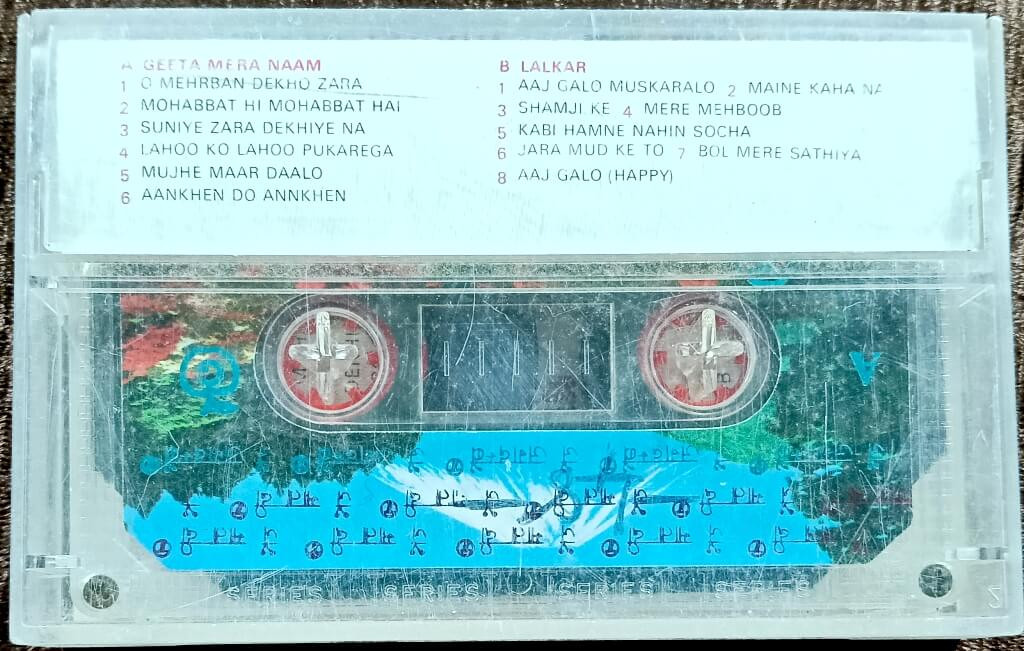 A GEETA MERA NAAM
1 O MEHRBAN DEKHO ZARA
2 MOHABBAT HI MOHABBAT HAI
3 SUNIYE ZARA DEKHIYE NA
4 LAHOO KO LAHOO PUKAREGA
5 MUJHE MAAR DAALO
6 AANKHEN DO ANNKHEN
B LALKAR
1 AAJ GALO MUSKARALO 2 MAINE KAHA NA
3 SHAMJI KE 4 MERE MEHBOOB
5 KABI HAMNE NAHIN SOCHA
6 JARA MUD KE TO 7 BOL MERE SATHIYA
8 AAJ GALO (HAPPY)
A
B
SERIES SERIES SERIES SERIES